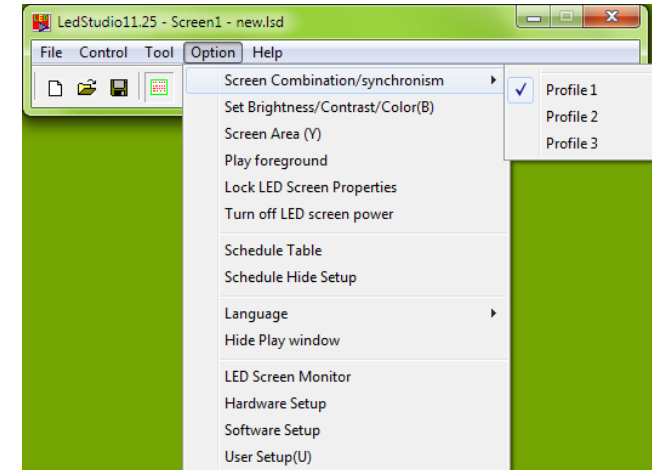 LedStudio11.25 - Screen1 - new.lsd
File Control Tool Option Help
Screen Combination/synchronism
Profile 1
Profile 2
Profile 3
Set Brightness/Contrast/Color(B)
Screen Area (Y)
Play foreground
Lock LED Screen Properties
Turn off LED screen power
Schedule Table
Schedule Hide Setup
Language
Hide Play window
LED Screen Monitor
Hardware Setup
Software Setup
User Setup(U)